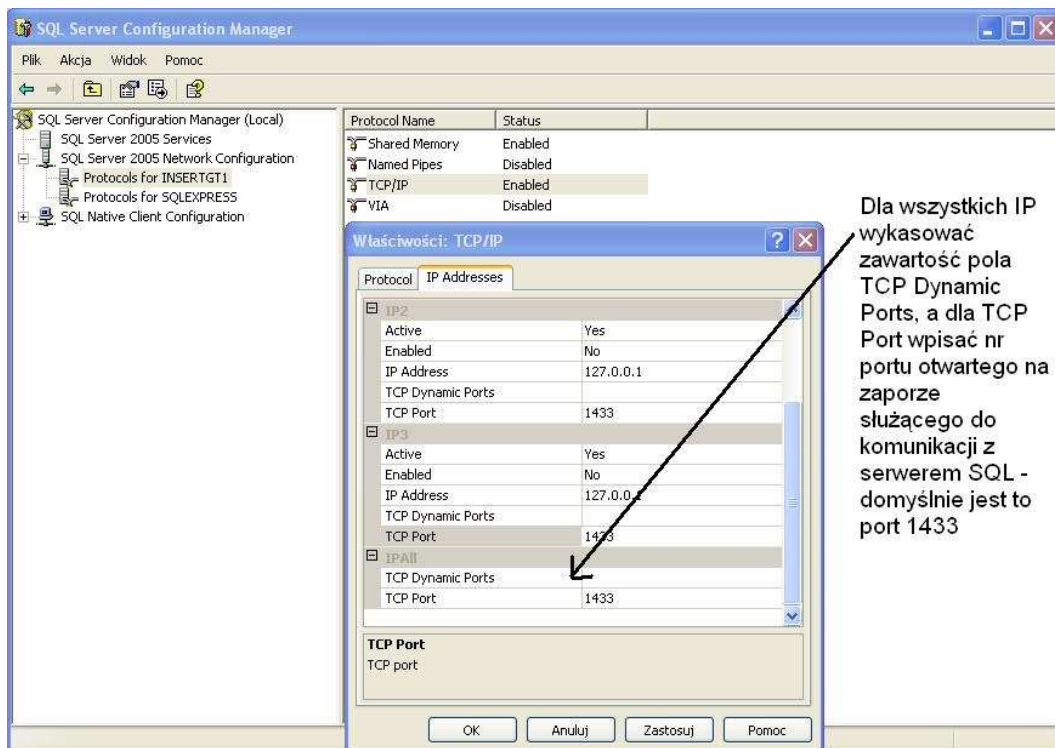 SQL Server Configuration Manager
Plik Akcja Widok Pomoc
SQL Server Configuration Manager (Local)
SQL Server 2005 Services
SQL Server 2005 Network Configuration
Protocols for INSERTGT1
Protocols for SQLEXPRESS
SQL Native Client Configuration
Protocol Name Status
Shared Memory Enabled
Named Pipes Disabled
TCP/IP Enabled
VIA Disabled
Właściwości: TCP/IP
Protocol IP Addresses
IP2
Active Yes
Enabled No
IP Address 127.0.0.1
TCP Dynamic Ports
TCP Port 1433
IP3
Active Yes
Enabled No
IP Address 127.0.0.1
TCP Dynamic Ports
TCP Port 1433
IPAll
TCP Dynamic Ports
TCP Port 1433
TCP Port
TCP port
OK Anuluj Zastosuj Pomoc
Dla wszystkich IP
wykasować
zawartość pola
TCP Dynamic
Ports, a dla TCP
Port wpisać nr
portu otwartego na
zaporze
służącego do
komunikacji z
serwerem SQL -
domyślnie jest to
port 1433